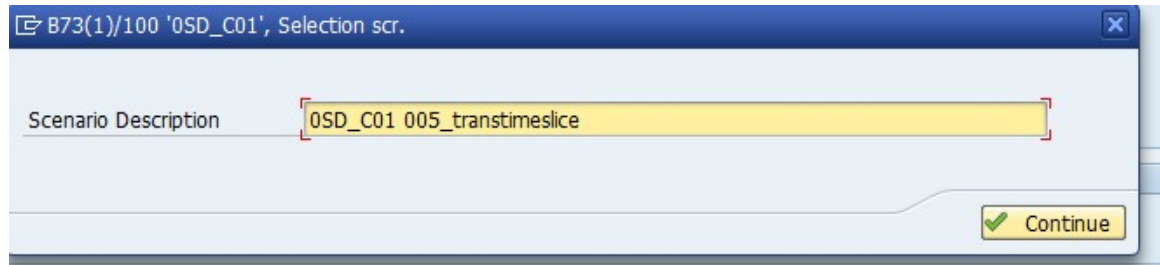 B73(1)/100 '0SD_C01', Selection scr.
Scenario Description 0SD_C01 005_transtimeslice
Continue